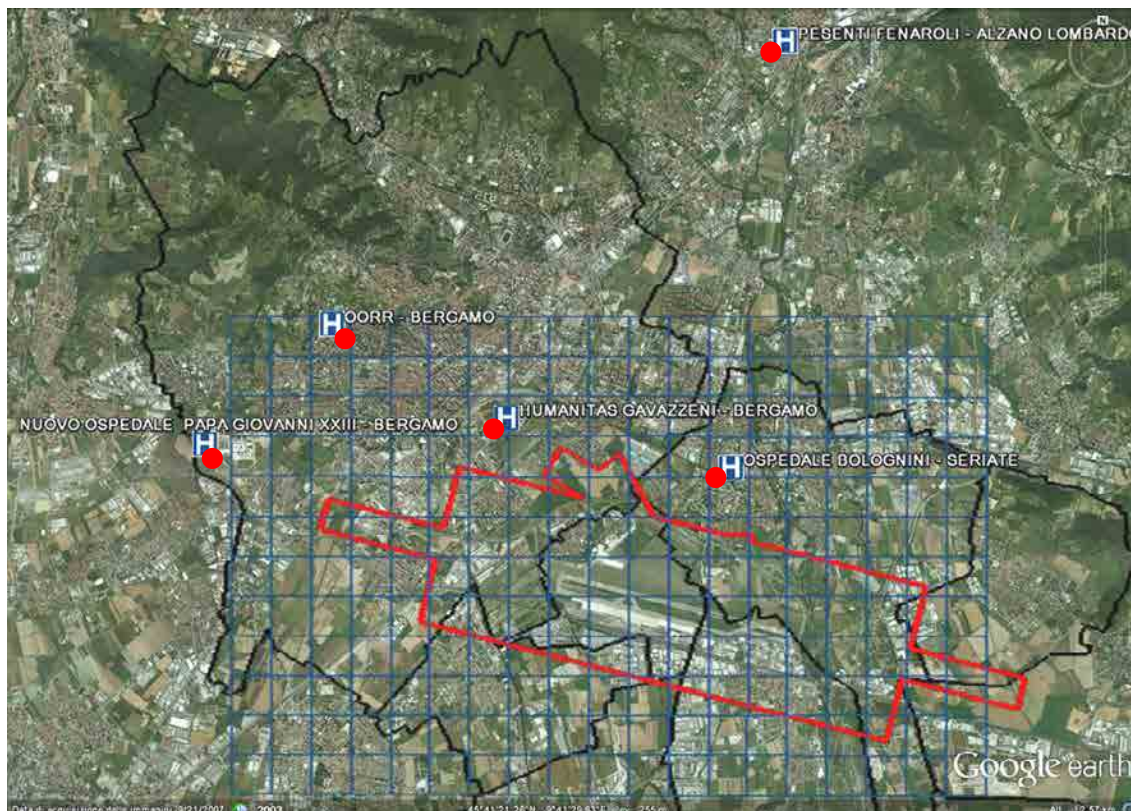 N
H PESENTI FENAROLI - ALZANO LOMBARDO
H OORR - BERGAMO
H HUMANITAS GAVAZZENI - BERGAMO
NUOVO OSPEDALE PAPA GIOVANNI XXIII - BERGAMO
H
H OSPEDALE BOLOGNINI - SERIATE
Google earth
2003